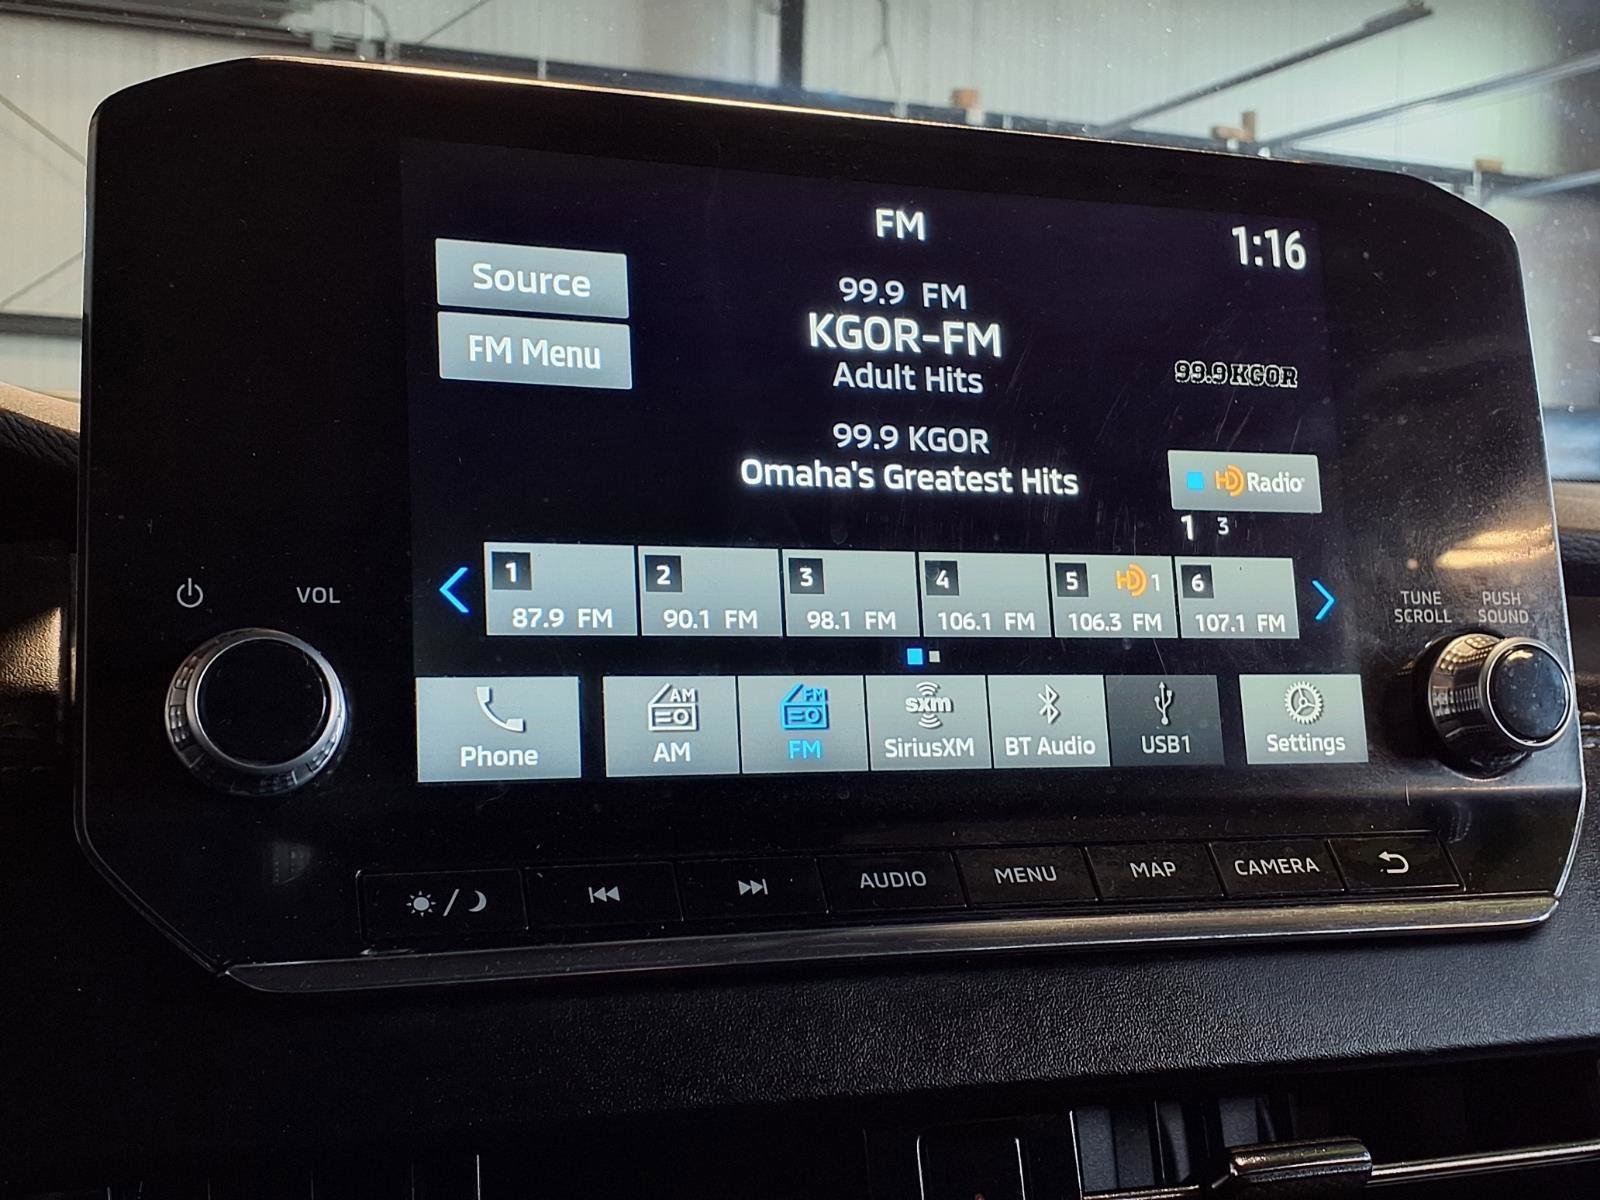 FM
1:16
Source
FM Menu
99.9 FM
KGOR-FM
Adult Hits
99.9 KGOR
99.9 KGOR
Omaha's Greatest Hits
HD Radio
1 3
1 87.9 FM
2 90.1 FM
3 98.1 FM
4 106.1 FM
5 HD 1 106.3 FM
6 107.1 FM
VOL
TUNE SCROLL
PUSH SOUND
Phone
AM AM
FM FM
sxm SiriusXM
BT Audio
USB1
Settings
AUDIO
MENU
MAP
CAMERA